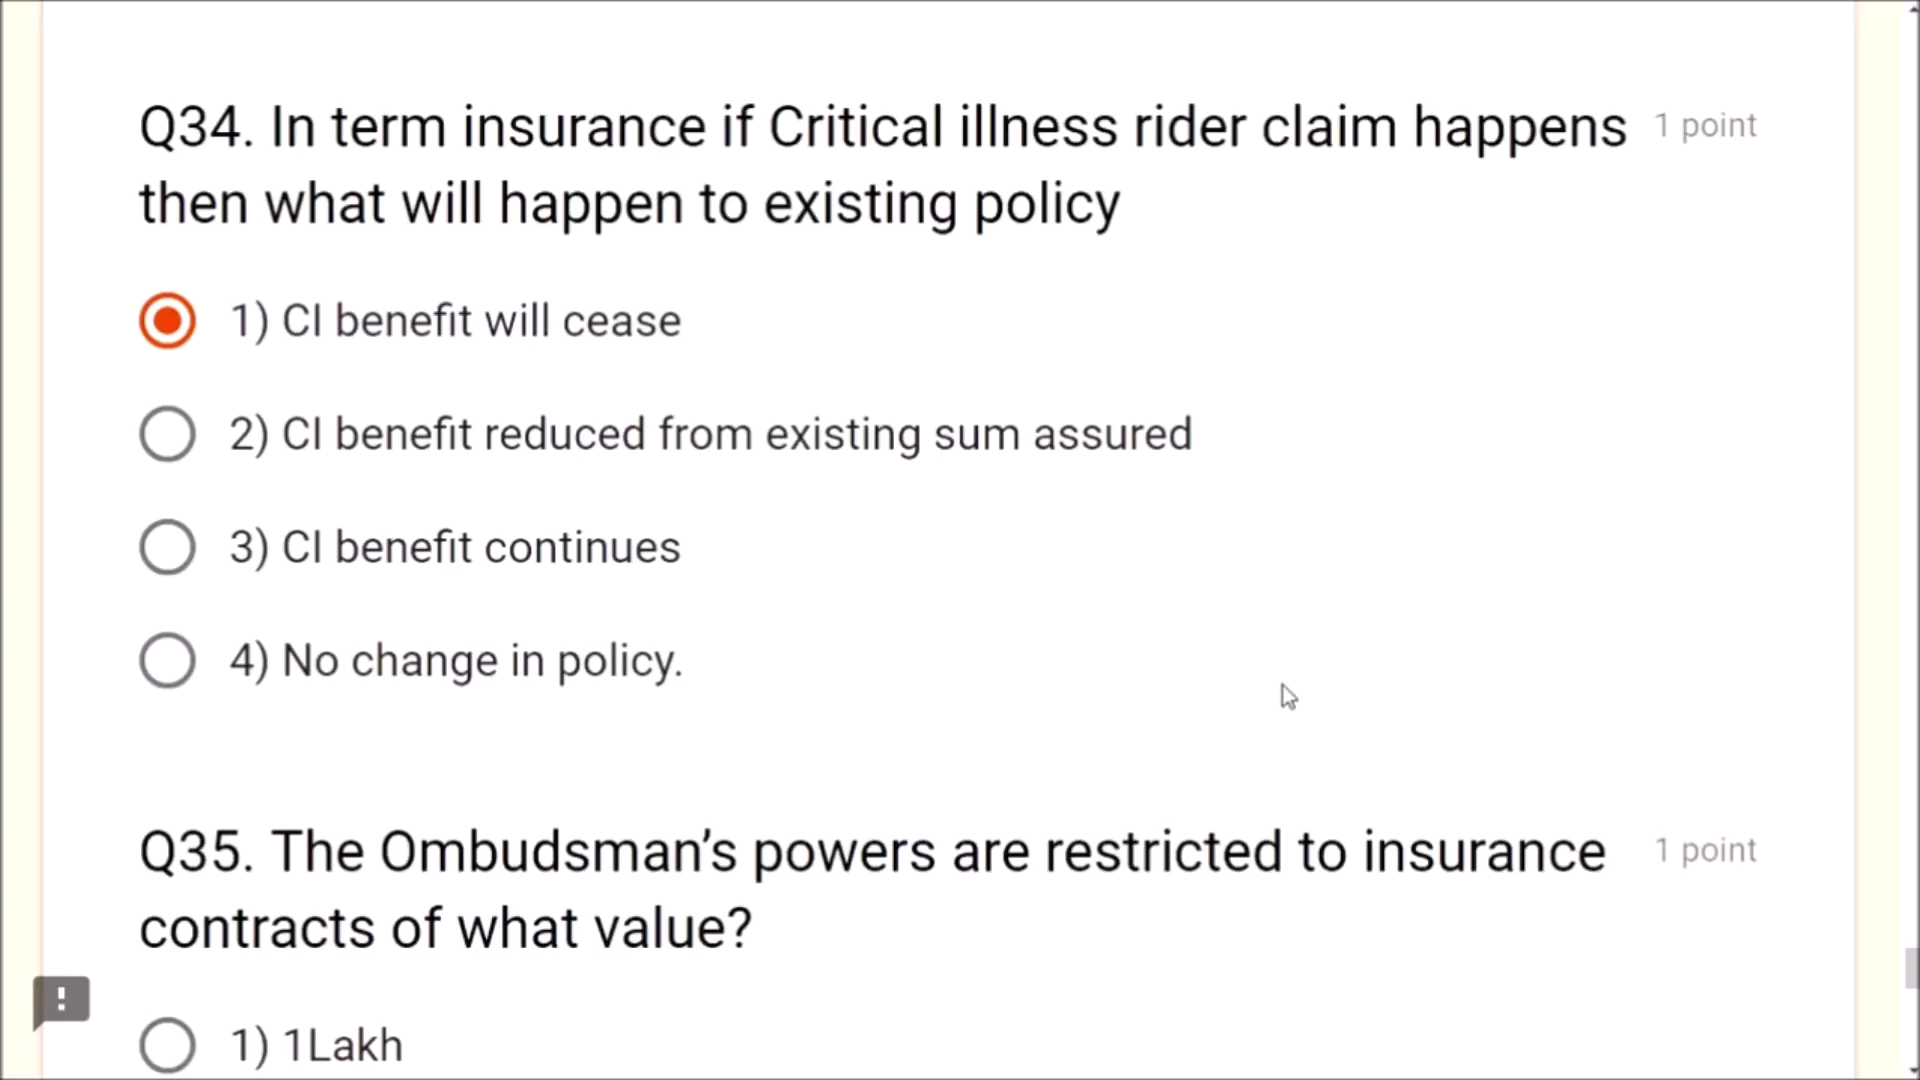 Q34. In term insurance if Critical illness rider claim happens 1 point
then what will happen to existing policy
1) CI benefit will cease
2) CI benefit reduced from existing sum assured
3) CI benefit continues
4) No change in policy.
Q35. The Ombudsman’s powers are restricted to insurance 1 point
contracts of what value?
!
1) 1Lakh